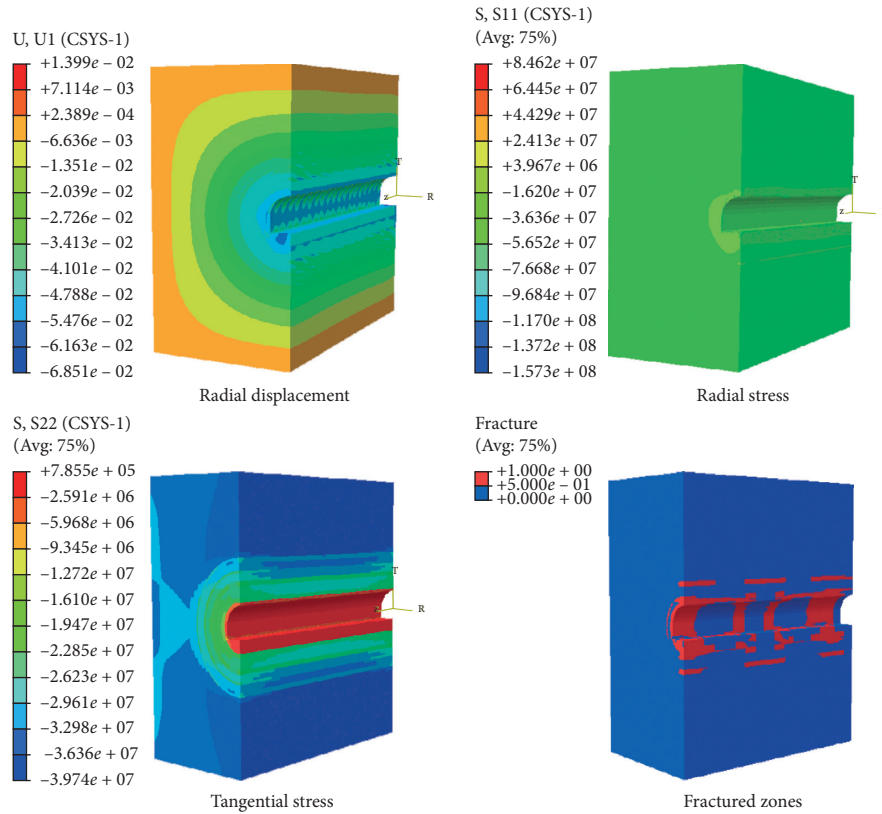 U, U1 (CSYS-1)
+1.399e – 02
+7.114e – 03
+2.389e – 04
–6.636e – 03
–1.351e – 02
–2.039e – 02
–2.726e – 02
–3.413e – 02
–4.101e – 02
–4.788e – 02
–5.476e – 02
–6.163e – 02
–6.851e – 02
T
z
R
Radial displacement
S, S11 (CSYS-1)
(Avg: 75%)
+8.462e + 07
+6.445e + 07
+4.429e + 07
+2.413e + 07
+3.967e + 06
–1.620e + 07
–3.636e + 07
–5.652e + 07
–7.668e + 07
–9.684e + 07
–1.170e + 08
–1.372e + 08
–1.573e + 08
T
z
Radial stress
S, S22 (CSYS-1)
(Avg: 75%)
+7.855e + 05
–2.591e + 06
–5.968e + 06
–9.345e + 06
–1.272e + 07
–1.610e + 07
–1.947e + 07
–2.285e + 07
–2.623e + 07
–2.961e + 07
–3.298e + 07
–3.636e + 07
–3.974e + 07
T
R
Tangential stress
Fracture
(Avg: 75%)
+1.000e + 00
+5.000e – 01
+0.000e + 00
Fractured zones